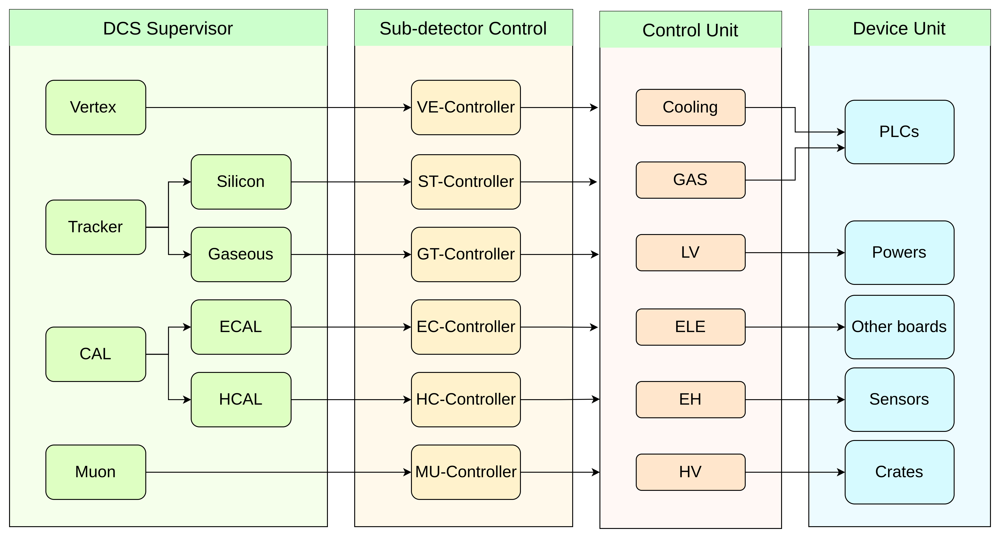 DCS Supervisor
Sub-detector Control
Control Unit
Device Unit
Vertex
Tracker
CAL
Muon
Silicon
Gaseous
ECAL
HCAL
VE-Controller
ST-Controller
GT-Controller
EC-Controller
HC-Controller
MU-Controller
Cooling
GAS
LV
ELE
EH
HV
PLCs
Powers
Other boards
Sensors
Crates